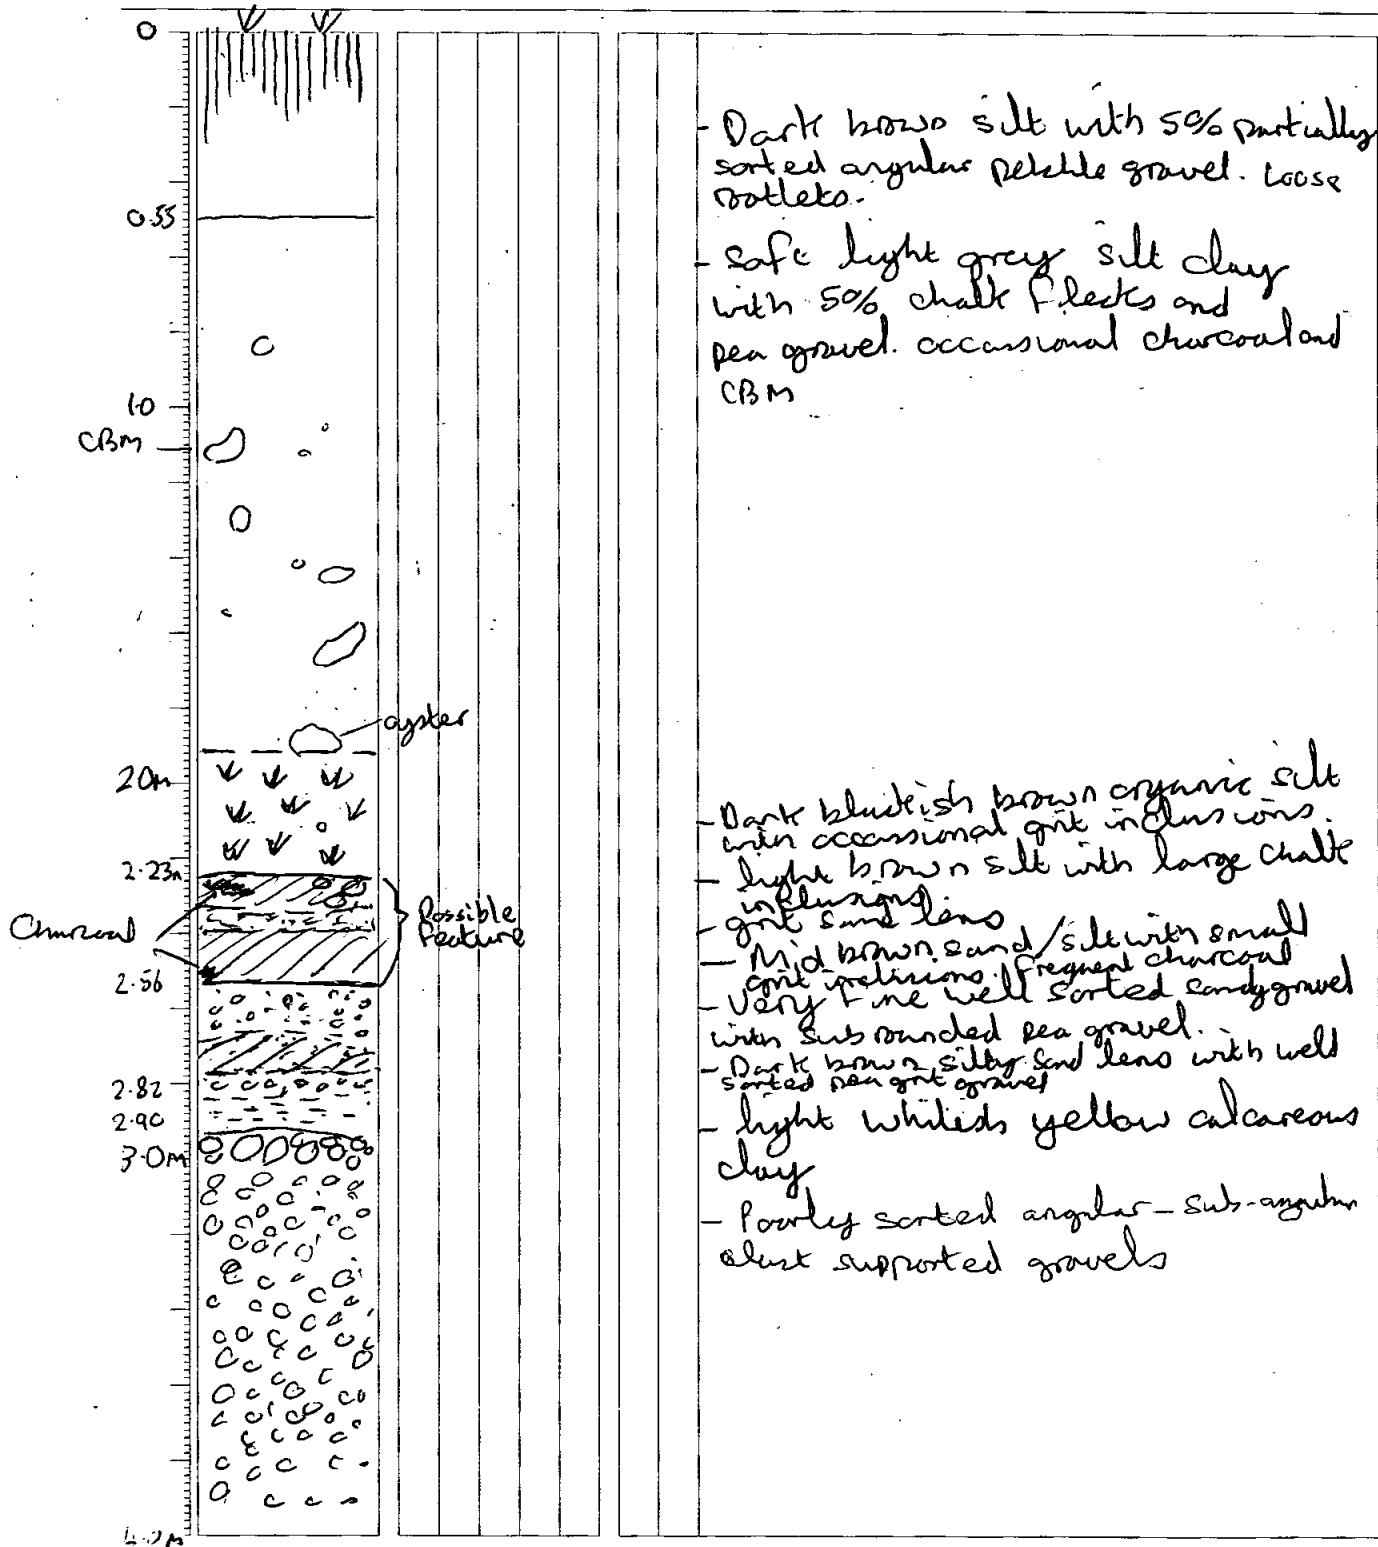 0
- Dark brown silt with 5% partially
sorted angular pebble gravel. Loose
rootlets.
0.55
- Soft light grey silt clay
with 5% chalk flecks and
pea gravel. occassional charcoal and
CBM
1.0
CBM
oyster
2.0m
- Dark blackish brown organic silt
with occassional grit inclusions.
2.23m
- light brown silt with large chalk
inclusions
Possible
Feature
- grit sand lens
Charcoal
- Mid brown sand/silt with small
grit inclusions. Frequent charcoal
2.56
- Very fine well sorted sandy gravel
with sub rounded pea gravel.
- Dark brown silty sand lens with well
sorted pea grit gravel
2.82
2.90
- light whitish yellow calcareous
clay
3.0m
- Poorly sorted angular - sub-angular
clast supported gravels
4.0m